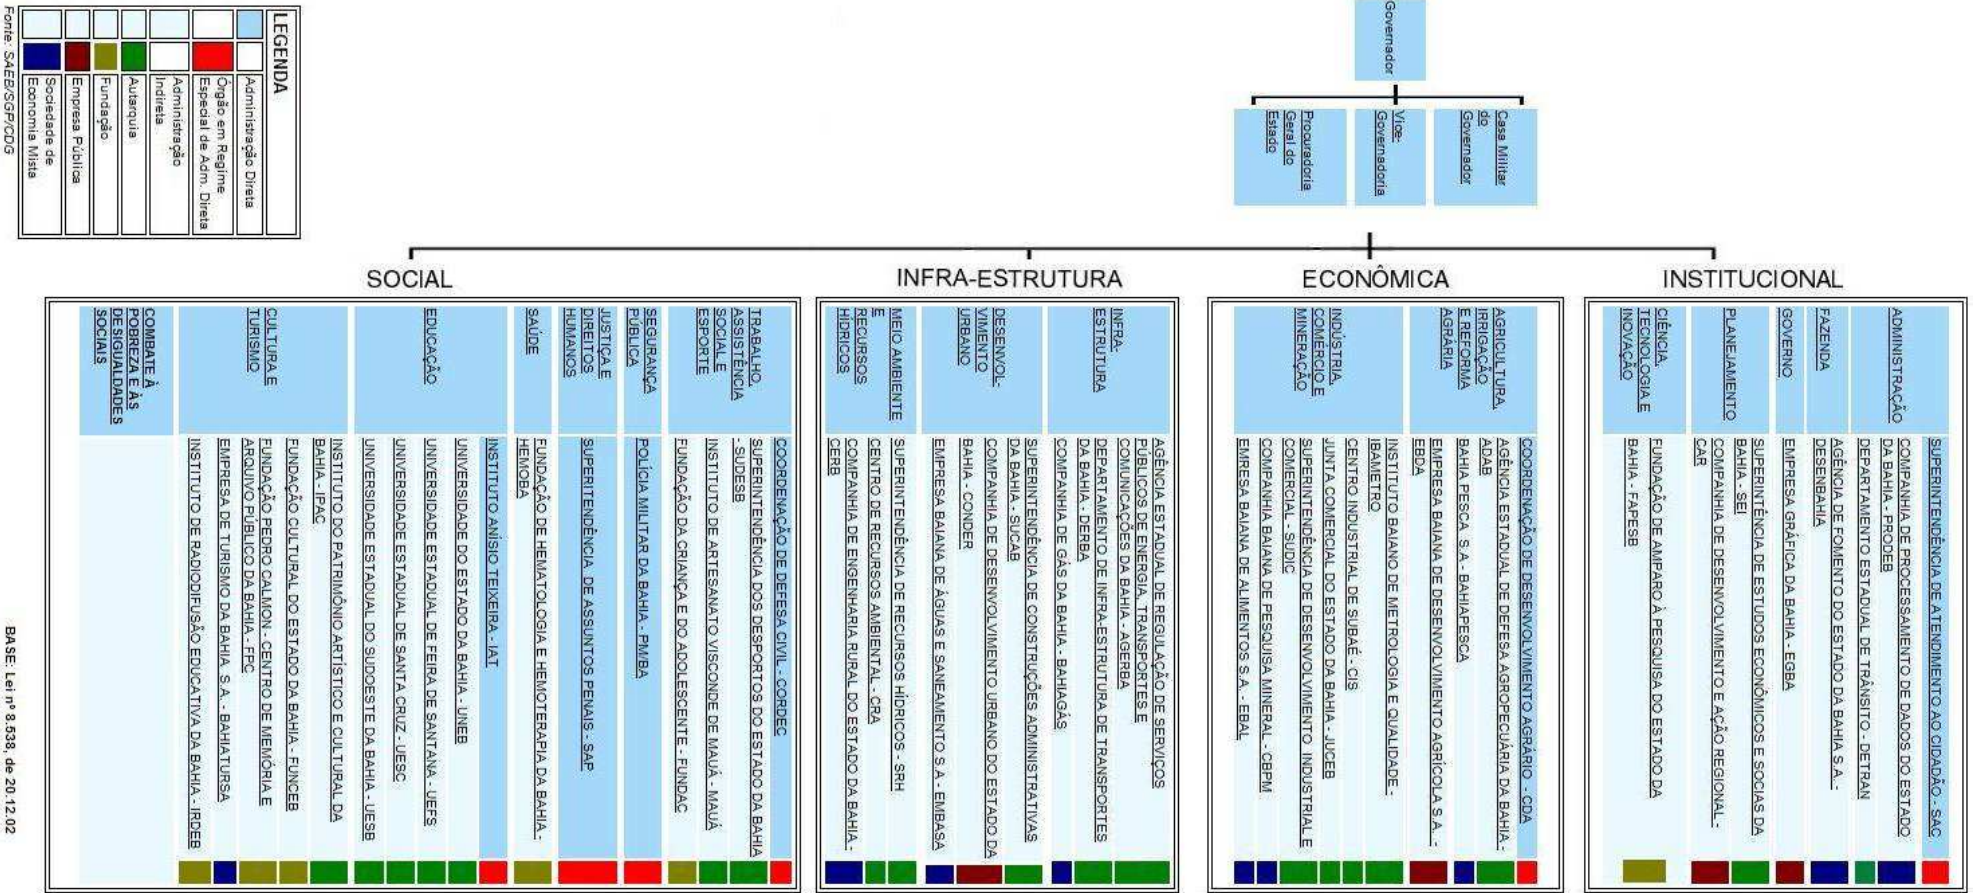 Governador
Casa Militar
do
Governador
Vice-
Governadoria
Procuradoria
Geral do
Estado
INSTITUCIONAL
ADMINISTRAÇÃO
SUPERINTENDÊNCIA DE ATENDIMENTO AO CIDADÃO - SAC
COMPANHIA DE PROCESSAMENTO DE DADOS DO ESTADO
DA BAHIA - PRODEB
DEPARTAMENTO ESTADUAL DE TRÂNSITO - DETRAN
FAZENDA
AGÊNCIA DE FOMENTO DO ESTADO DA BAHIA S.A. -
DESENBAHIA
GOVERNO
EMPRESA GRÁFICA DA BAHIA - EGBA
PLANEJAMENTO
SUPERINTÊNCIA DE ESTUDOS ECONÔMICOS E SOCIAS DA
BAHIA - SEI
COMPANHIA DE DESENVOLVIMENTO E AÇÃO REGIONAL -
CAR
CIÊNCIA,
TECNOLOGIA E
INOVAÇÃO
FUNDAÇÃO DE AMPARO À PESQUISA DO ESTADO DA
BAHIA - FAPESB
ECONÔMICA
AGRICULTURA,
IRRIGAÇÃO
E REFORMA
AGRÁRIA
COORDENAÇÃO DE DESENVOLVIMENTO AGRÁRIO - CDA
AGÊNCIA ESTADUAL DE DEFESA AGROPECUÁRIA DA BAHIA -
ADAB
BAHIA PESCA S.A - BAHIAPESCA
EMPRESA BAIANA DE DESENVOLVIMENTO AGRÍCOLA S.A. -
EBDA
INDÚSTRIA,
COMÉRCIO E
MINERAÇÃO
INSTITUTO BAIANO DE METROLOGIA E QUALIDADE -
IBAMETRO
CENTRO INDUSTRIAL DE SUBAÉ - CIS
JUNTA COMERCIAL DO ESTADO DA BAHIA - JUCEB
SUPERINTENDÊNCIA DE DESENVOLVIMENTO INDUSTRIAL E
COMERCIAL - SUDIC
COMPANHIA BAIANA DE PESQUISA MINERAL - CBPM
EMRESA BAIANA DE ALIMENTOS S.A. - EBAL
INFRA-ESTRUTURA
INFRA-
ESTRUTURA
AGÊNCIA ESTADUAL DE REGULAÇÃO DE SERVIÇOS
PÚBLICOS DE ENERGIA, TRANSPORTES E
COMUNICAÇÕES DA BAHIA - AGERBA
DEPARTAMENTO DE INFRA-ESTRUTURA DE TRANSPORTES
DA BAHIA - DERBA
COMPANHIA DE GÁS DA BAHIA - BAHIAGÁS
DESENVOL-
VIMENTO
URBANO
SUPERINTENDÊNCIA DE CONSTRUÇÕES ADMINISTRATIVAS
DA BAHIA - SUCAB
COMPANHIA DE DESENVOLVIMENTO URBANO DO ESTADO DA
BAHIA - CONDER
EMPRESA BAIANA DE ÁGUAS E SANEAMENTO S.A - EMBASA
MEIO AMBIENTE
E
RECURSOS
HÍDRICOS
SUPERINTENDÊNCIA DE RECURSOS HÍDRICOS - SRH
CENTRO DE RECURSOS AMBIENTAL - CRA
COMPANHIA DE ENGENHARIA RURAL DO ESTADO DA BAHIA -
CERB
SOCIAL
TRABALHO,
ASSISTÊNCIA
SOCIAL E
ESPORTE
COORDENAÇÃO DE DEFESA CIVIL - CORDEC
SUPERINTENDÊNCIA DOS DESPORTOS DO ESTADO DA BAHIA
- SUDESB
INSTITUTO DE ARTESANATO VISCONDE DE MAUÁ - MAUÁ
FUNDAÇÃO DA CRIANÇA E DO ADOLESCENTE - FUNDAC
SEGURANÇA
PÚBLICA
POLÍCIA MILITAR DA BAHIA - PM/BA
JUSTIÇA E
DIREITOS
HUMANOS
SUPERITENDÊNCIA DE ASSUNTOS PENAIS - SAP
SAÚDE
FUNDAÇÃO DE HEMATOLOGIA E HEMOTERAPIA DA BAHIA -
HEMOBA
EDUCAÇÃO
INSTITUTO ANÍSIO TEIXEIRA - IAT
UNIVERSIDADE DO ESTADO DA BAHIA - UNEB
UNIVERSIDADE ESTADUAL DE FEIRA DE SANTANA - UEFS
UNIVERSIDADE ESTADUAL DE SANTA CRUZ - UESC
UNIVERSIDADE ESTADUAL DO SUDOESTE DA BAHIA - UESB
CULTURA E
TURISMO
INSTITUTO DO PATRIMÔNIO ARTÍSTICO E CULTURAL DA
BAHIA - IPAC
FUNDAÇÃO CULTURAL DO ESTADO DA BAHIA - FUNCEB
FUNDAÇÃO PEDRO CALMON - CENTRO DE MEMÓRIA E
ARQUIVO PÚBLICO DA BAHIA - FPC
EMPRESA DE TURISMO DA BAHIA S.A. - BAHIATURSA
INSTITUTO DE RADIODIFUSÃO EDUCATIVA DA BAHIA - IRDEB
COMBATE À
POBREZA E ÀS
DESIGUALDADES
SOCIAIS
LEGENDA
Administração Direta
Órgão em Regime
Especial de Adm. Direta
Administração
Indireta
Autarquia
Fundação
Empresa Pública
Sociedade de
Economia Mista
Fonte: SAEB/SGP/CDG
BASE: Lei nº 8.538, de 20.12.02